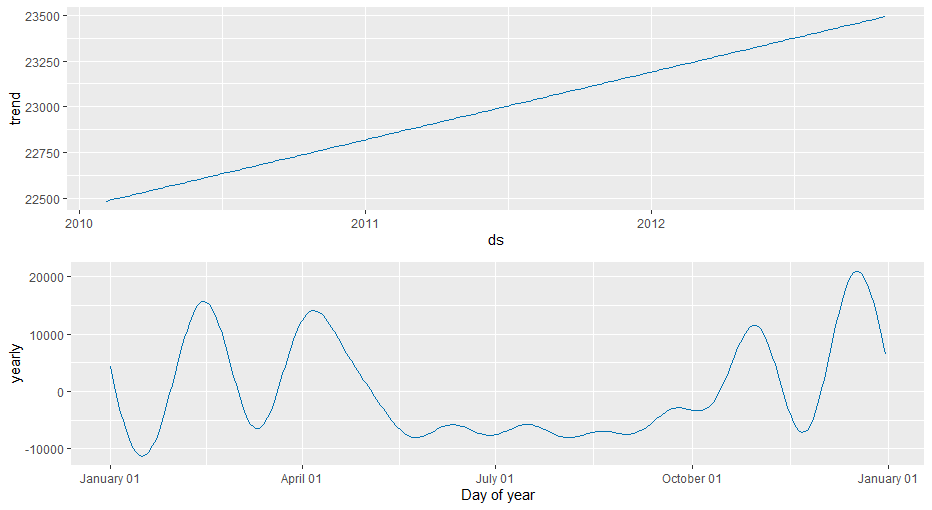 23500
23250
23000
22750
22500
trend
2010
2011
2012
ds
20000
10000
0
-10000
yearly
January 01
April 01
July 01
October 01
January 01
Day of year